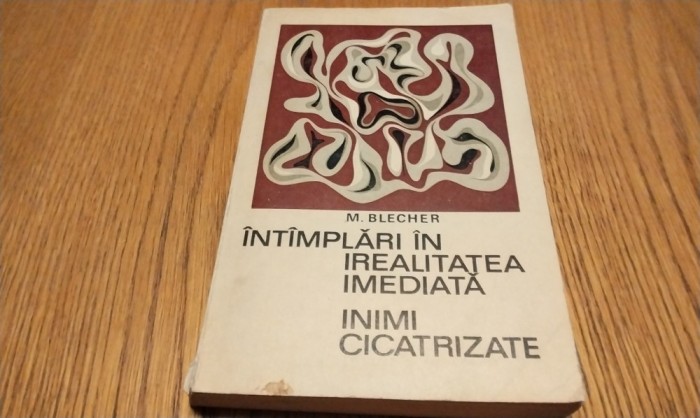 M. BLECHER
ÎNTÎMPLĂRI ÎN
IREALITATEA
IMEDIATĂ
INIMI
CICATRIZATE